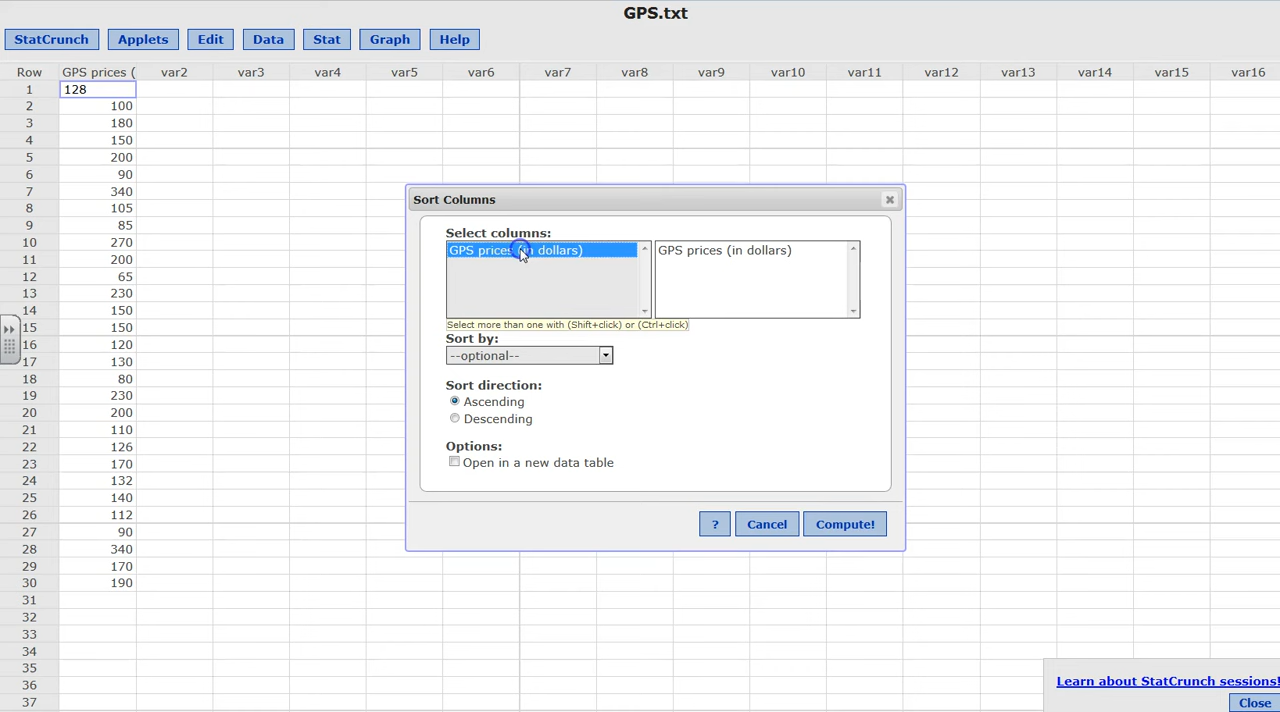 GPS.txt
StatCrunch Applets Edit Data Stat Graph Help
Row GPS prices ( var2 var3 var4 var5 var6 var7 var8 var9 var10 var11 var12 var13 var14 var15 var16
1 128
2 100
3 180
4 150
5 200
6 90
7 340
8 105
9 85
10 270
11 200
12 65
13 230
14 150
15 150
16 120
17 130
18 80
19 230
20 200
21 110
22 126
23 170
24 132
25 140
26 112
27 90
28 340
29 170
30 190
31
32
33
34
35
36
37
Sort Columns
Select columns:
GPS prices (in dollars) GPS prices (in dollars)
Select more than one with (Shift+click) or (Ctrl+click)
Sort by:
--optional--
Sort direction:
Ascending
Descending
Options:
Open in a new data table
? Cancel Compute!
Learn about StatCrunch sessions!
Close